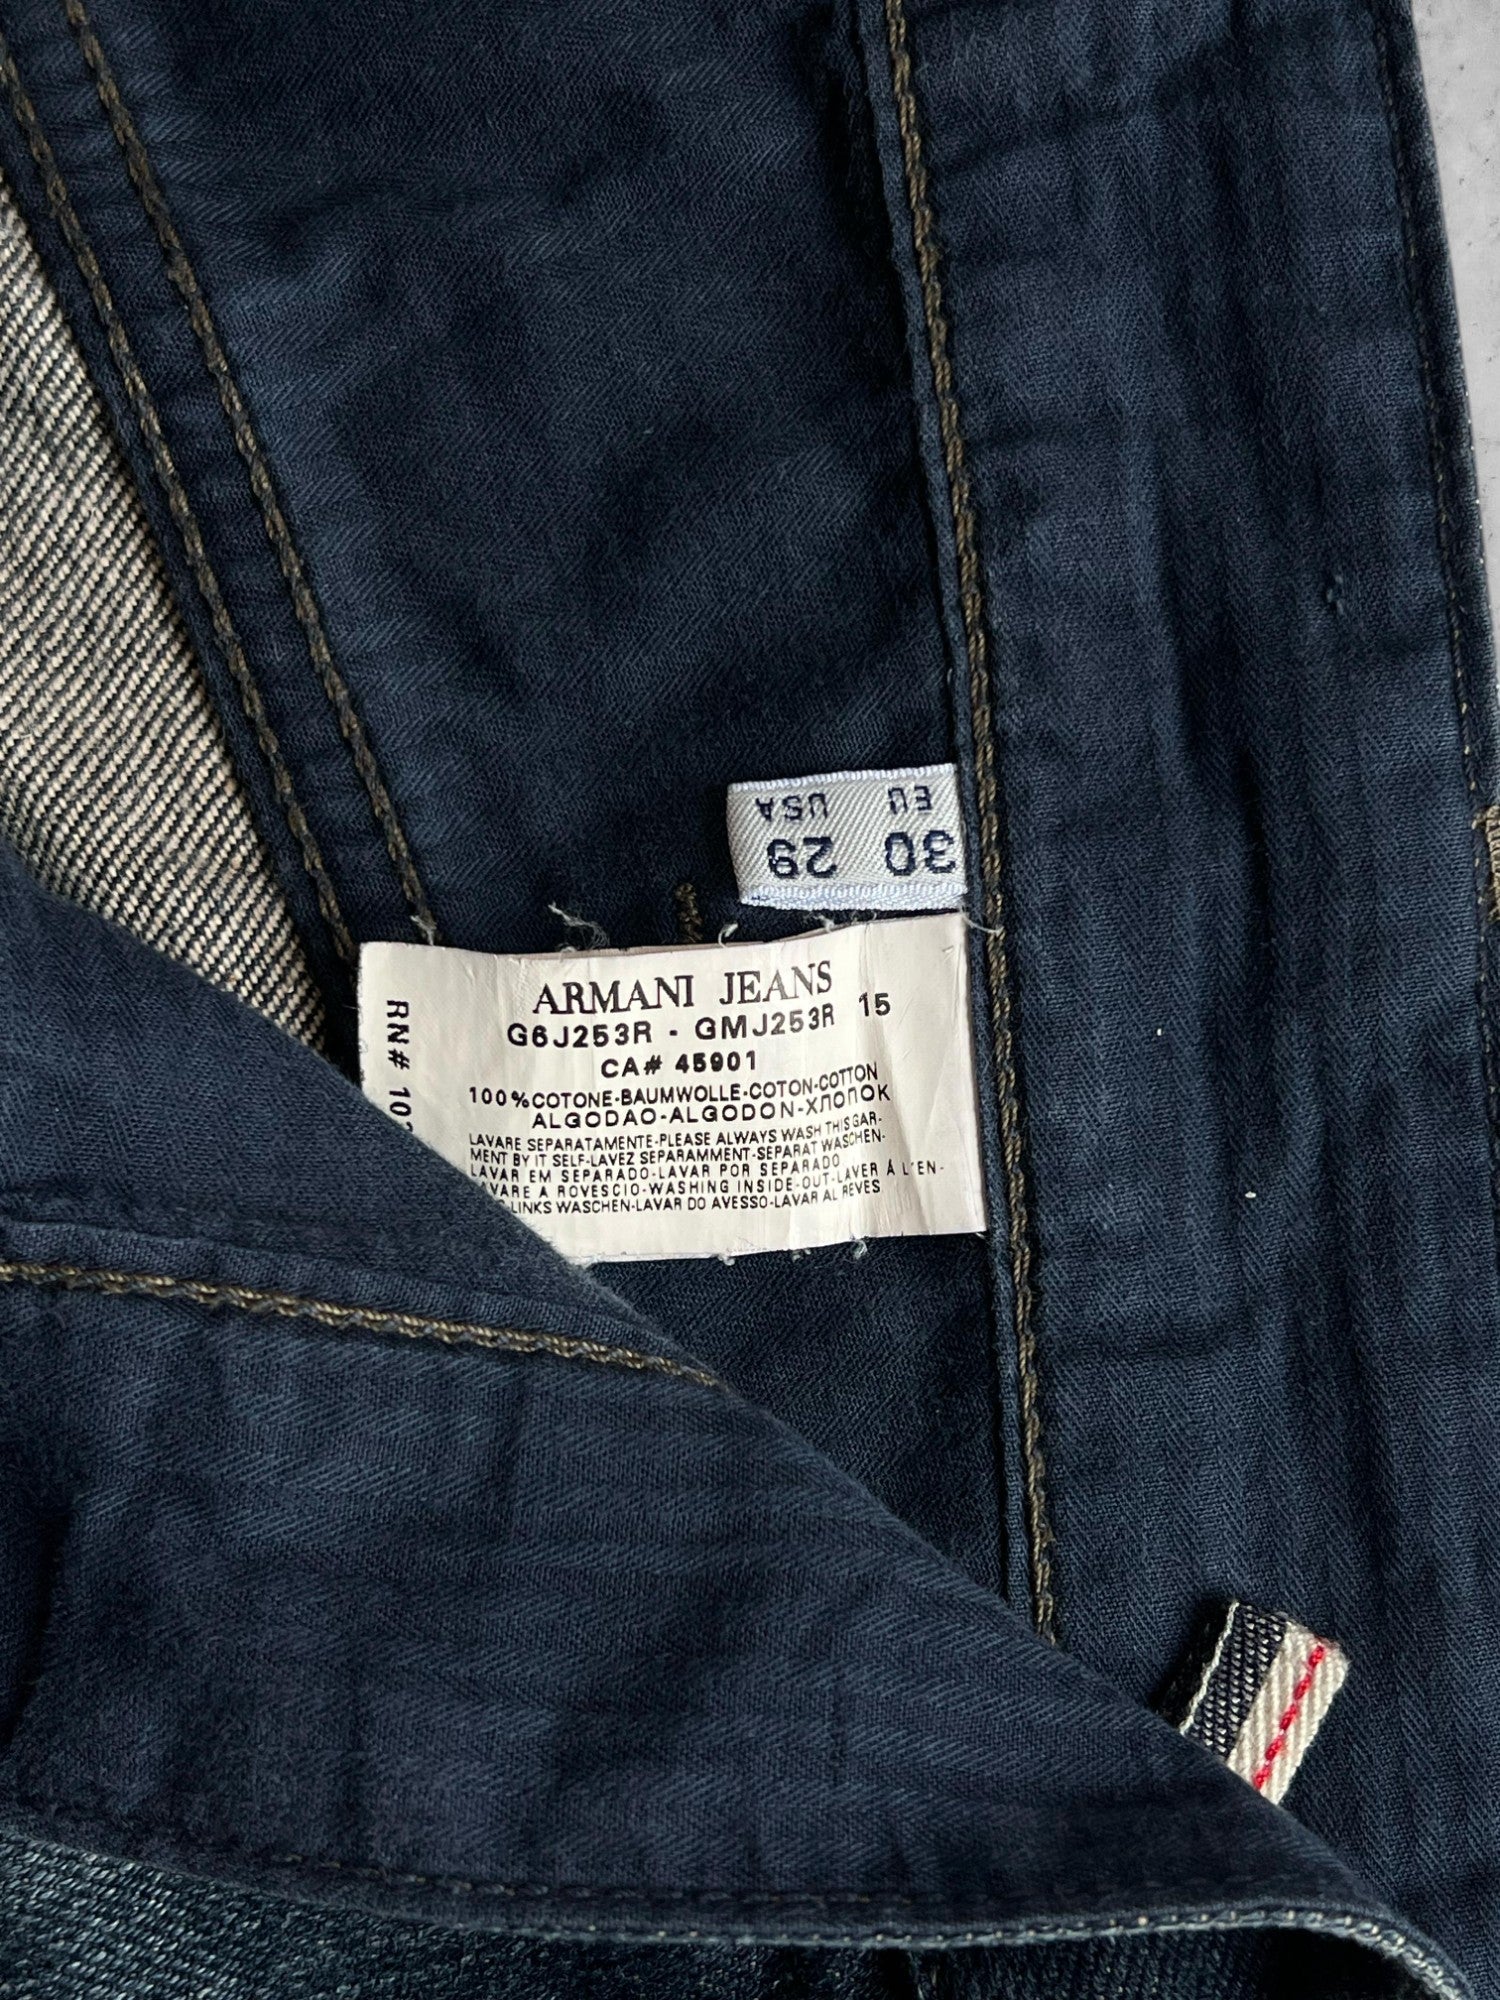 30 29
EU USA
ARMANI JEANS
G6J253R - GMJ253R 15
CA# 45901
100%COTONE-BAUMWOLLE-COTON-COTTON
ALGODAO-ALGODON-ХЛОПОК
LAVARE SEPARATAMENTE-PLEASE ALWAYS WASH THIS GAR-
MENT BY IT SELF-LAVEZ SEPARAMMENT-SEPARAT WASCHEN-
LAVAR EM SEPARADO-LAVAR POR SEPARADO
VARE A ROVESCIO-WASHING INSIDE-OUT-LAVER Á L'EN-
LINKS WASCHEN-LAVAR DO AVESSO-LAVAR AL REVES
RN# 10